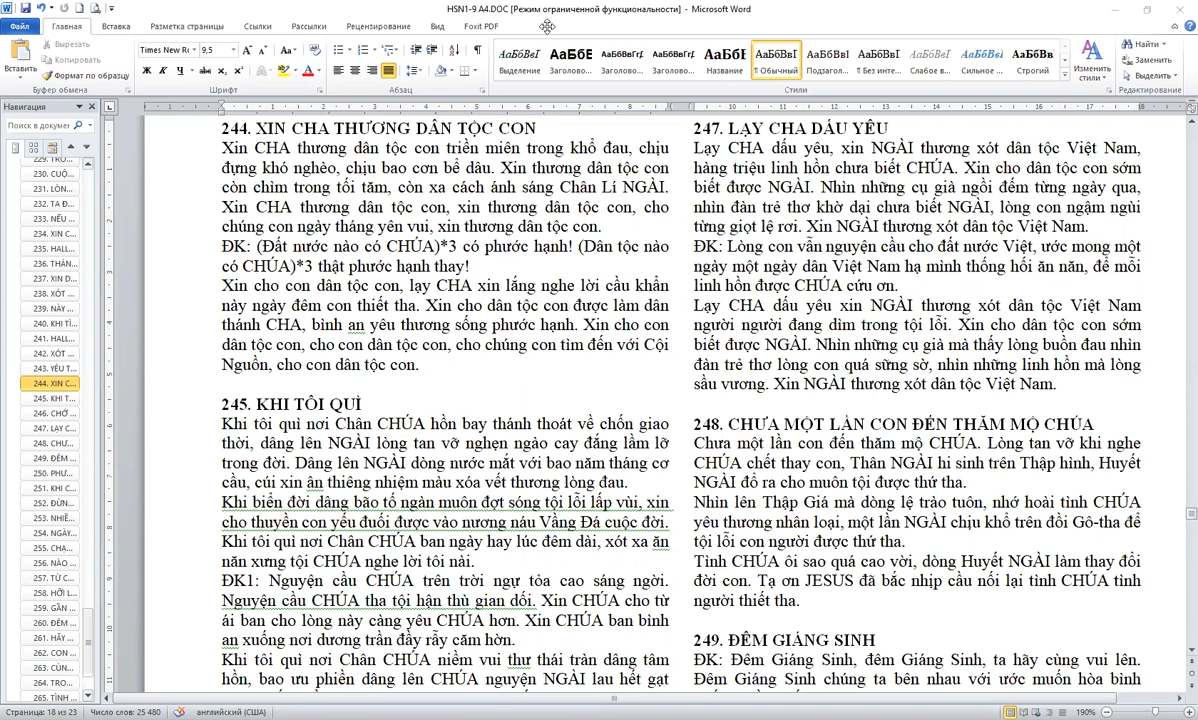 HSN1-9 A4.DOC [Режим ограниченной функциональности] - Microsoft Word
Файл
Главная
Вставка
Разметка страницы
Ссылки
Рассылки
Рецензирование
Вид
Foxit PDF
Вставить
Вырезать
Копировать
Формат по образцу
Буфер обмена
Times New Ro
9,5
Шрифт
Абзац
АаБбВвГ
Выделение
АаБбВ
Заголово...
АаБбВвГг
Заголово...
АаБбВвГг
Заголово...
АаБбВ
Название
АаБбВвГ
¶ Обычный
АаБбВвГ
Подзагол...
АаБбВвГ
¶ Без инте...
АаБбВвГ
Слабое в...
АаБбВвГ
Сильное ...
АаБбВв
Строгий
Изменить стили
Стили
Найти
Заменить
Выделить
Редактирование
Навигация
Поиск в докумен
229. TRO...
230. CUỘ...
231. LÒN...
232. TA Đ...
233. NẾU ...
234. XIN C...
235. HALL...
236. THÁN...
237. XIN D...
238. XÓT ...
239. NÀY ...
240. KHI TÌ...
241. HALL...
242. XÓT ...
243. YÊU T...
244. XIN C...
245. KHI T...
246. CHỚ ...
247. LẠY C...
248. CHƯ...
249. ĐÊM ...
250. PHƯ...
251. KHI C...
252. ĐỪN...
253. NHIỄ...
254. NGÀY...
255. CHẠ...
256. NÀO ...
257. TỪ C...
258. HỠI L...
259. GẦN ...
260. ĐÊM ...
261. HÃY ...
262. CON ...
263. CÙN...
264. TRO...
265. TÌNH ...
244. XIN CHA THƯƠNG DÂN TỘC CON
Xin CHA thương dân tộc con triền miên trong khổ đau, chịu
đựng khó nghèo, chịu bao cơn bể dâu. Xin thương dân tộc con
còn chìm trong tối tăm, còn xa cách ánh sáng Chân Lí NGÀI.
Xin CHA thương dân tộc con, xin thương dân tộc con, cho
chúng con ngày tháng yên vui, xin thương dân tộc con.
ĐK: (Đất nước nào có CHÚA)*3 có phước hạnh! (Dân tộc nào
có CHÚA)*3 thật phước hạnh thay!
Xin cho con dân tộc con, lạy CHA xin lắng nghe lời cầu khẩn
này ngày đêm con thiết tha. Xin cho dân tộc con được làm dân
thánh CHA, bình an yêu thương sống phước hạnh. Xin cho con
dân tộc con, cho con dân tộc con, cho chúng con tìm đến với Cội
Nguồn, cho con dân tộc con.
245. KHI TÔI QUÌ
Khi tôi quì nơi Chân CHÚA hồn bay thánh thoát về chốn giao
thời, dâng lên NGÀI lòng tan vỡ nghẹn ngào cay đắng lầm lỡ
trong đời. Dâng lên NGÀI dòng nước mắt với bao năm tháng cơ
cầu, cúi xin ân thiêng nhiệm màu xóa vết thương lòng đau.
Khi biển đời dâng bão tố ngàn muôn đợt sóng tội lỗi lấp vùi, xin
cho thuyền con yếu đuối được vào nương náu Vầng Đá cuộc đời.
Khi tôi quì nơi Chân CHÚA ban ngày hay lúc đêm dài, xót xa ăn
năn xưng tội CHÚA nghe lời tôi nài.
ĐK1: Nguyện cầu CHÚA trên trời ngự tỏa cao sáng ngời.
Nguyện cầu CHÚA tha tội hận thù gian dối. Xin CHÚA cho từ
ái ban cho lòng này càng yêu CHÚA hơn. Xin CHÚA ban bình
an xuống nơi dương trần đầy rẫy căm hờn.
Khi tôi quì nơi Chân CHÚA niềm vui thư thái tràn dâng tâm
hồn, bao ưu phiền dâng lên CHÚA nguyện NGÀI lau hết gạt
247. LẠY CHA DẤU YÊU
Lạy CHA dấu yêu, xin NGÀI thương xót dân tộc Việt Nam,
hàng triệu linh hồn chưa biết CHÚA. Xin cho dân tộc con sớm
biết được NGÀI. Nhìn những cụ già ngồi đếm từng ngày qua,
nhìn đàn trẻ thơ khờ dại chưa biết NGÀI, lòng con ngậm ngùi
từng giọt lệ rơi. Xin NGÀI thương xót dân tộc Việt Nam.
ĐK: Lòng con vẫn nguyện cầu cho đất nước Việt, ước mong một
ngày một ngày dân Việt Nam hạ mình thống hối ăn năn, để mỗi
linh hồn được CHÚA cứu ơn.
Lạy CHA dấu yêu xin NGÀI thương xót dân tộc Việt Nam
người người đang dìm trong tội lỗi. Xin cho dân tộc con sớm
biết được NGÀI. Nhìn những cụ già mà thấy lòng buồn đau nhìn
đàn trẻ thơ lòng con quá sững sờ, nhìn những linh hồn mà lòng
sầu vương. Xin NGÀI thương xót dân tộc Việt Nam.
248. CHƯA MỘT LẦN CON ĐẾN THĂM MỘ CHÚA
Chưa một lần con đến thăm mộ CHÚA. Lòng tan vỡ khi nghe
CHÚA chết thay con, Thân NGÀI hi sinh trên Thập hình, Huyết
NGÀI đổ ra cho muôn tội được thứ tha.
Nhìn lên Thập Giá mà dòng lệ trào tuôn, nhớ hoài tình CHÚA
yêu thương nhân loại, một lần NGÀI chịu khổ trên đồi Gô-tha để
tội lỗi con người được thứ tha.
Tình CHÚA ôi sao quá cao vời, dòng Huyết NGÀI làm thay đổi
đời con. Tạ ơn JESUS đã bắc nhịp cầu nối lại tình CHÚA tình
người thiết tha.
249. ĐÊM GIÁNG SINH
ĐK: Đêm Giáng Sinh, đêm Giáng Sinh, ta hãy cùng vui lên.
Đêm Giáng Sinh chúng ta bên nhau với ước muốn hòa bình
Страница: 18 из 23
Число слов: 25 480
английский (США)
190%